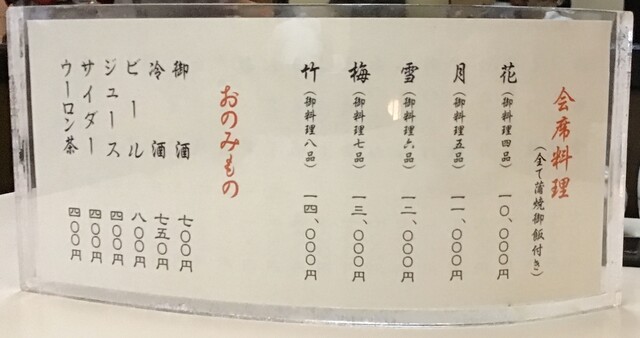 会席料理
(全て蒲焼御飯付き)
花(御料理四品)一〇、〇〇〇円
月(御料理五品)一一、〇〇〇円
雪(御料理六品)一二、〇〇〇円
梅(御料理七品)一三、〇〇〇円
竹(御料理八品)一四、〇〇〇円
おのみもの
御酒 七〇〇円
冷酒 七五〇円
ビール 八〇〇円
ジュース 四〇〇円
サイダー 四〇〇円
ウーロン茶 四〇〇円